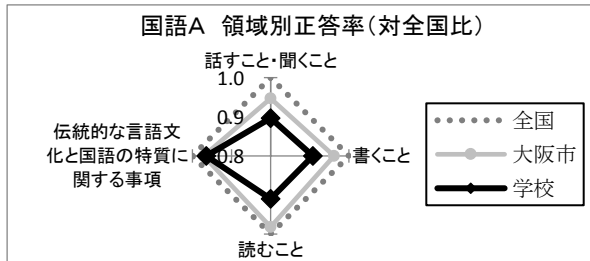 国語A 領域別正答率(対全国比)
話すこと・聞くこと
1.0
0.9
0.8
伝統的な言語文
化と国語の特質に
関する事項
書くこと
読むこと
全国
大阪市
学校